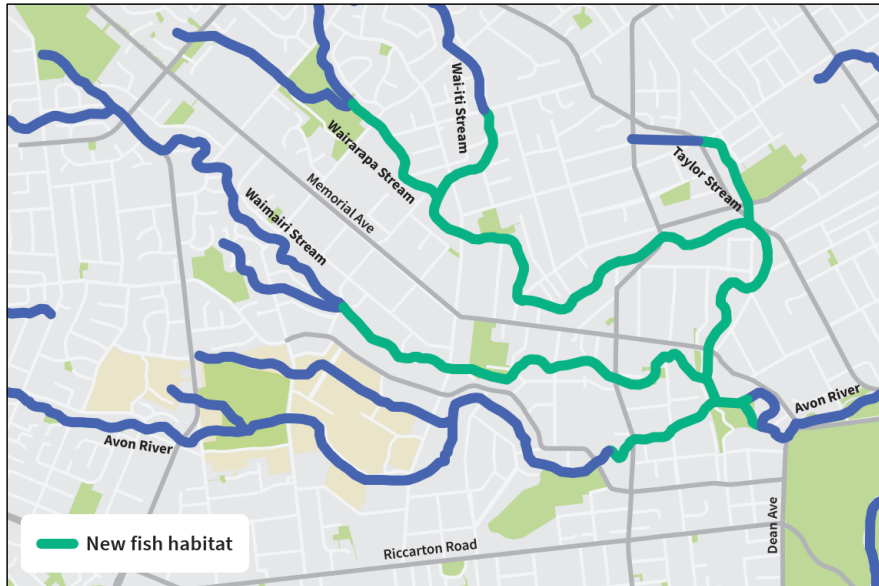 Wai-iti Stream
Wairarapa Stream
Taylor Stream
Memorial Ave
Waimairi Stream
Avon River
Avon River
Dean Ave
New fish habitat
Riccarton Road